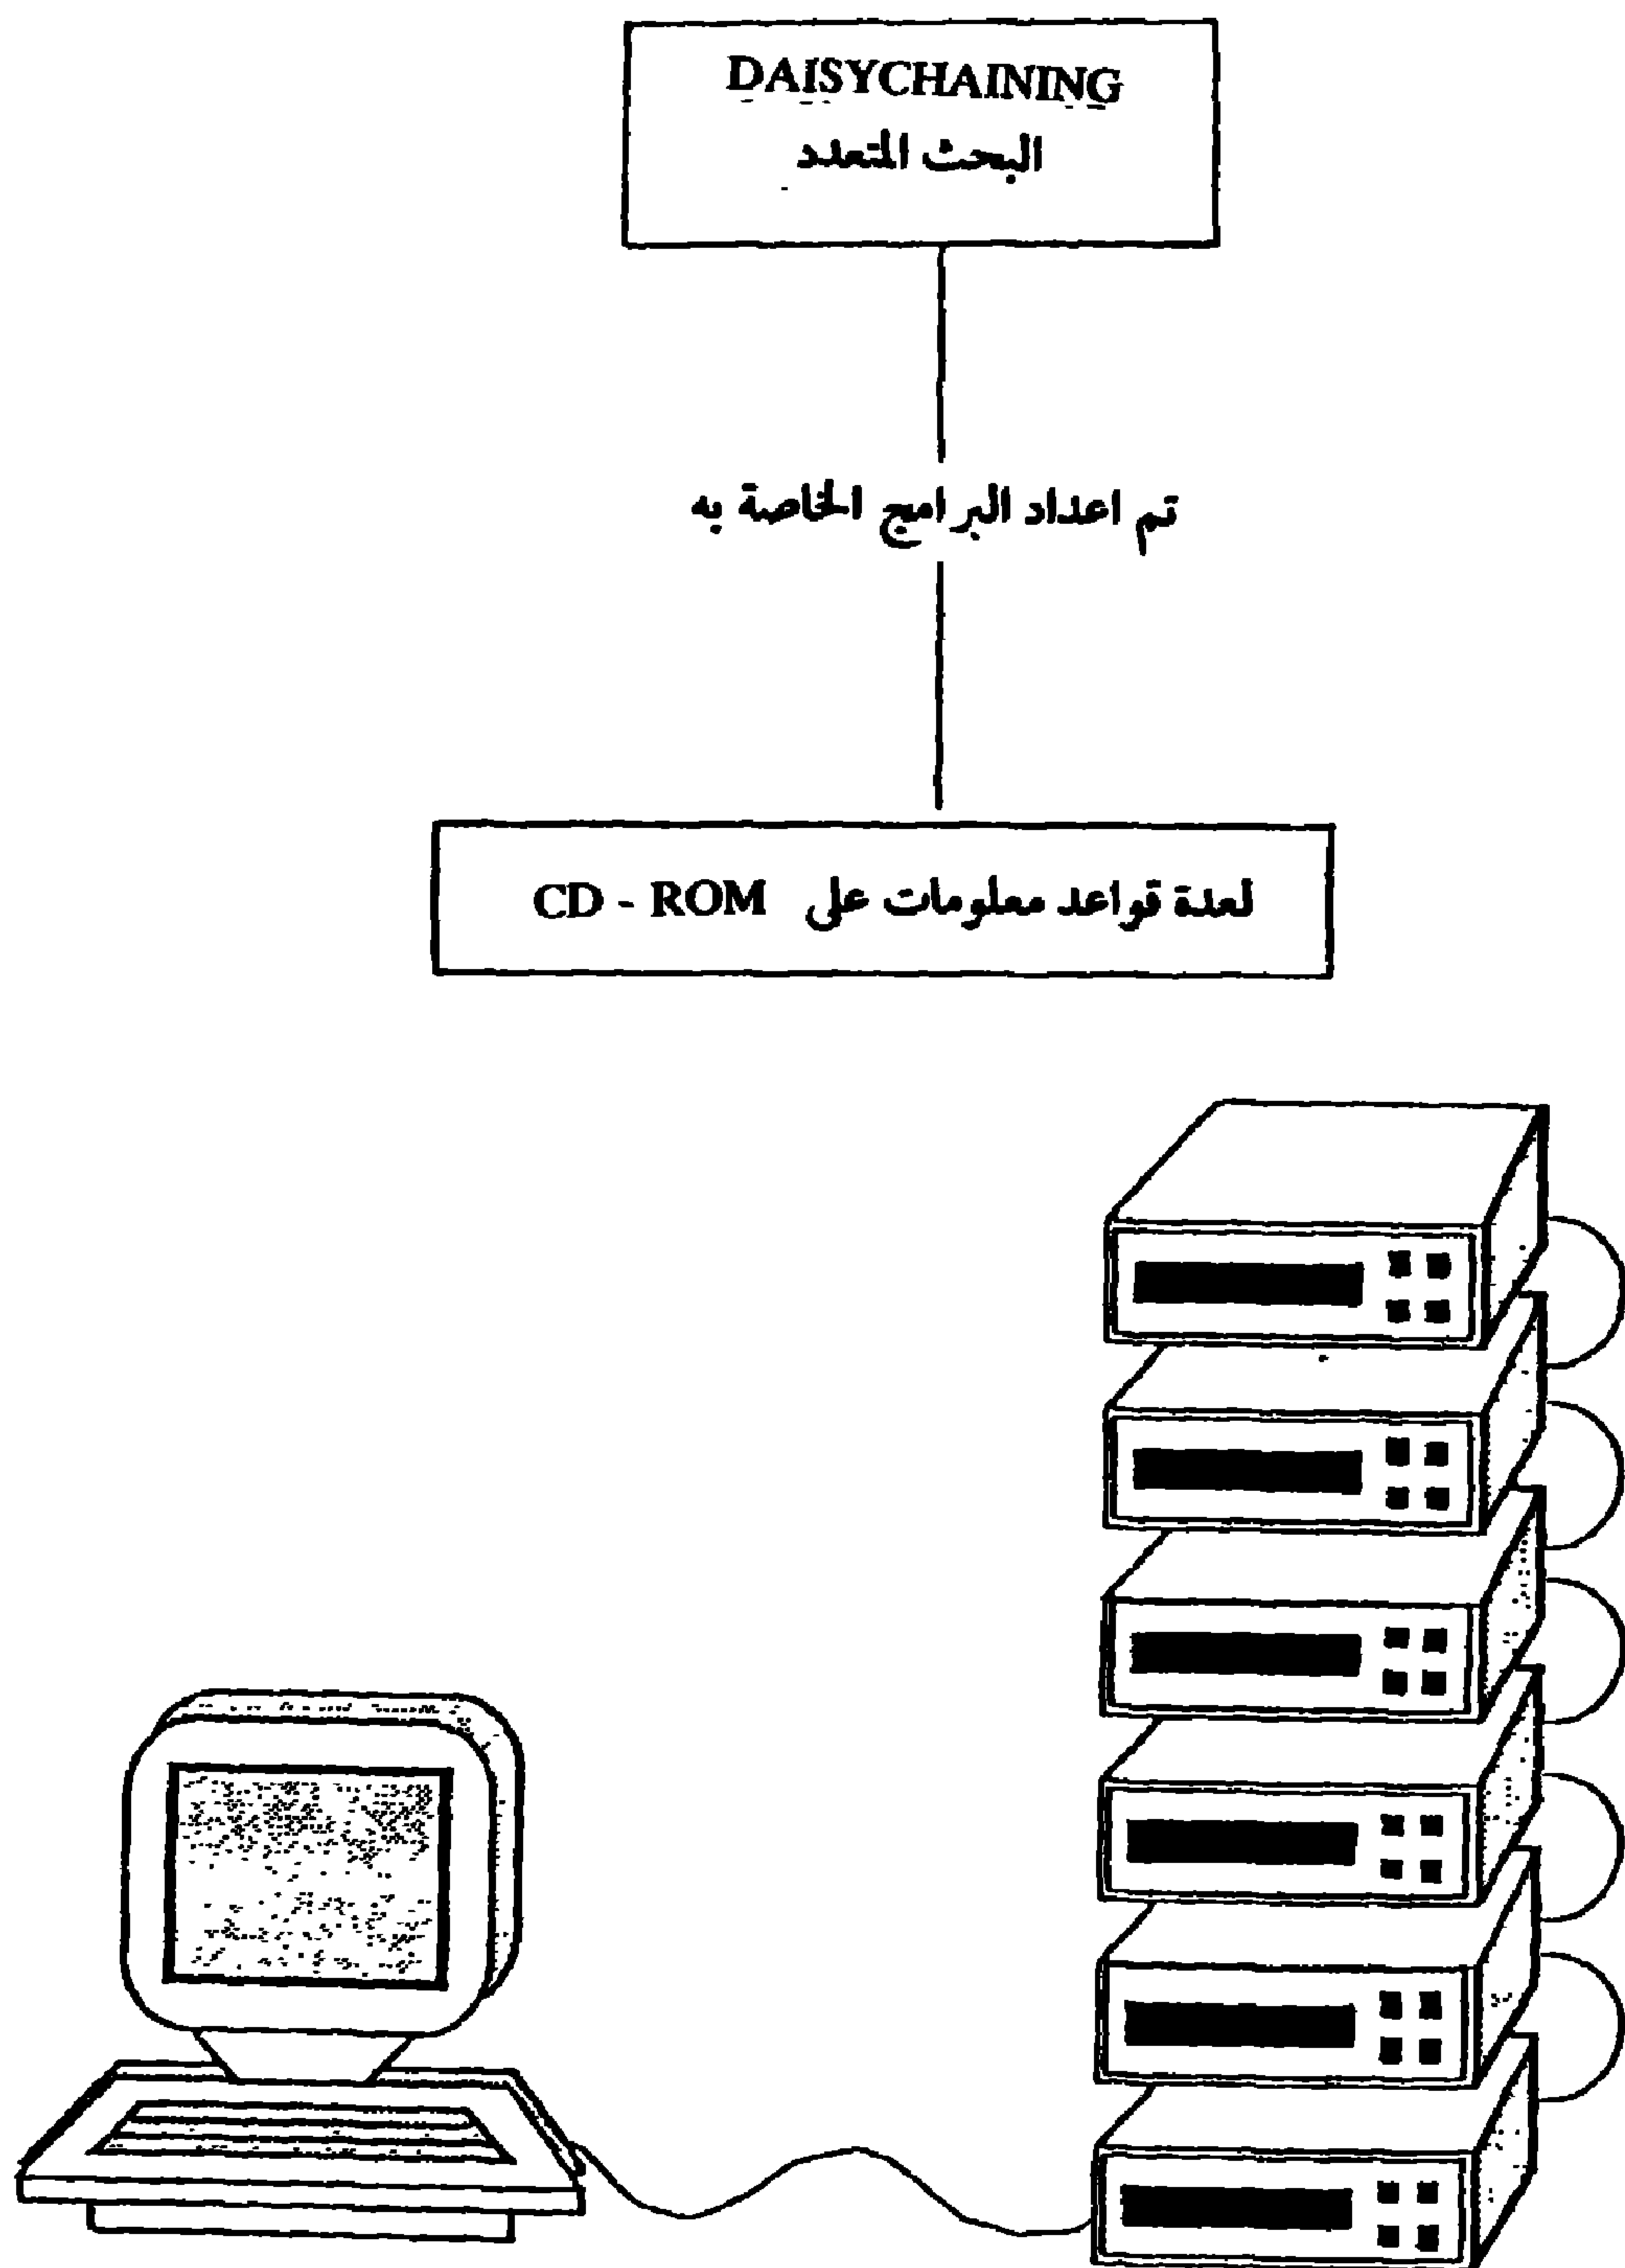 DAISYCHAINING
البحث المتعدد
تم اعداد البرامج الخاصة به
لعدة قواعد معلومات على CD - ROM